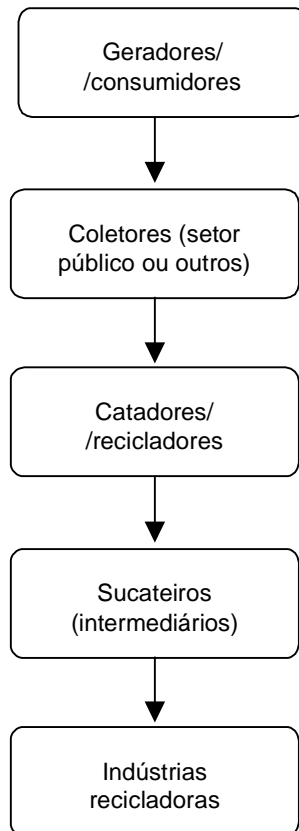 Geradores/
/consumidores
Coletores (setor
público ou outros)
Catadores/
/recicladores
Sucateiros
(intermediários)
Indústrias
recicladoras